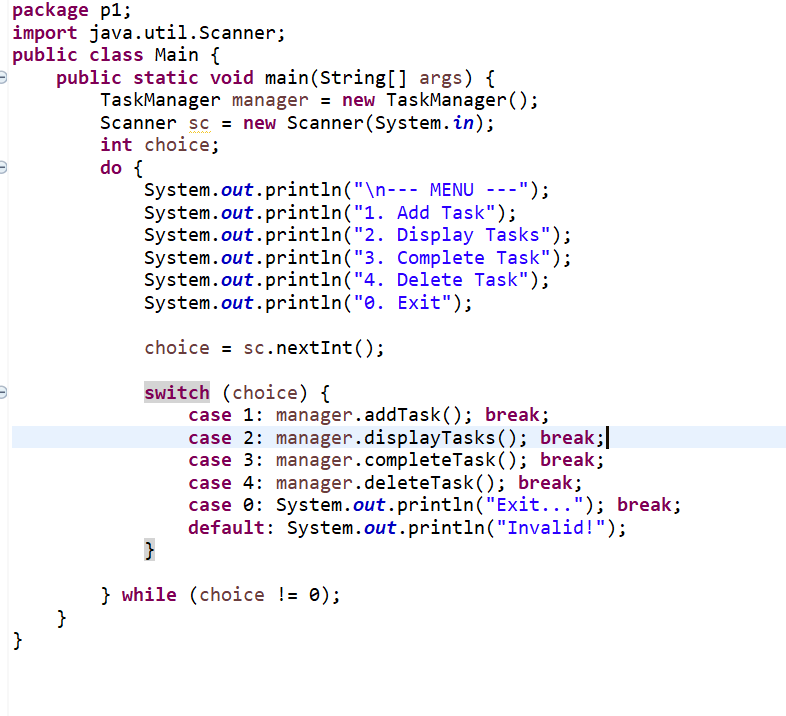 package p1;
import java.util.Scanner;
public class Main {
    public static void main(String[] args) {
        TaskManager manager = new TaskManager();
        Scanner sc = new Scanner(System.in);
        int choice;
        do {
            System.out.println("\n--- MENU ---");
            System.out.println("1. Add Task");
            System.out.println("2. Display Tasks");
            System.out.println("3. Complete Task");
            System.out.println("4. Delete Task");
            System.out.println("0. Exit");

            choice = sc.nextInt();

            switch (choice) {
                case 1: manager.addTask(); break;
                case 2: manager.displayTasks(); break;
                case 3: manager.completeTask(); break;
                case 4: manager.deleteTask(); break;
                case 0: System.out.println("Exit..."); break;
                default: System.out.println("Invalid!");
            }

        } while (choice != 0);
    }
}